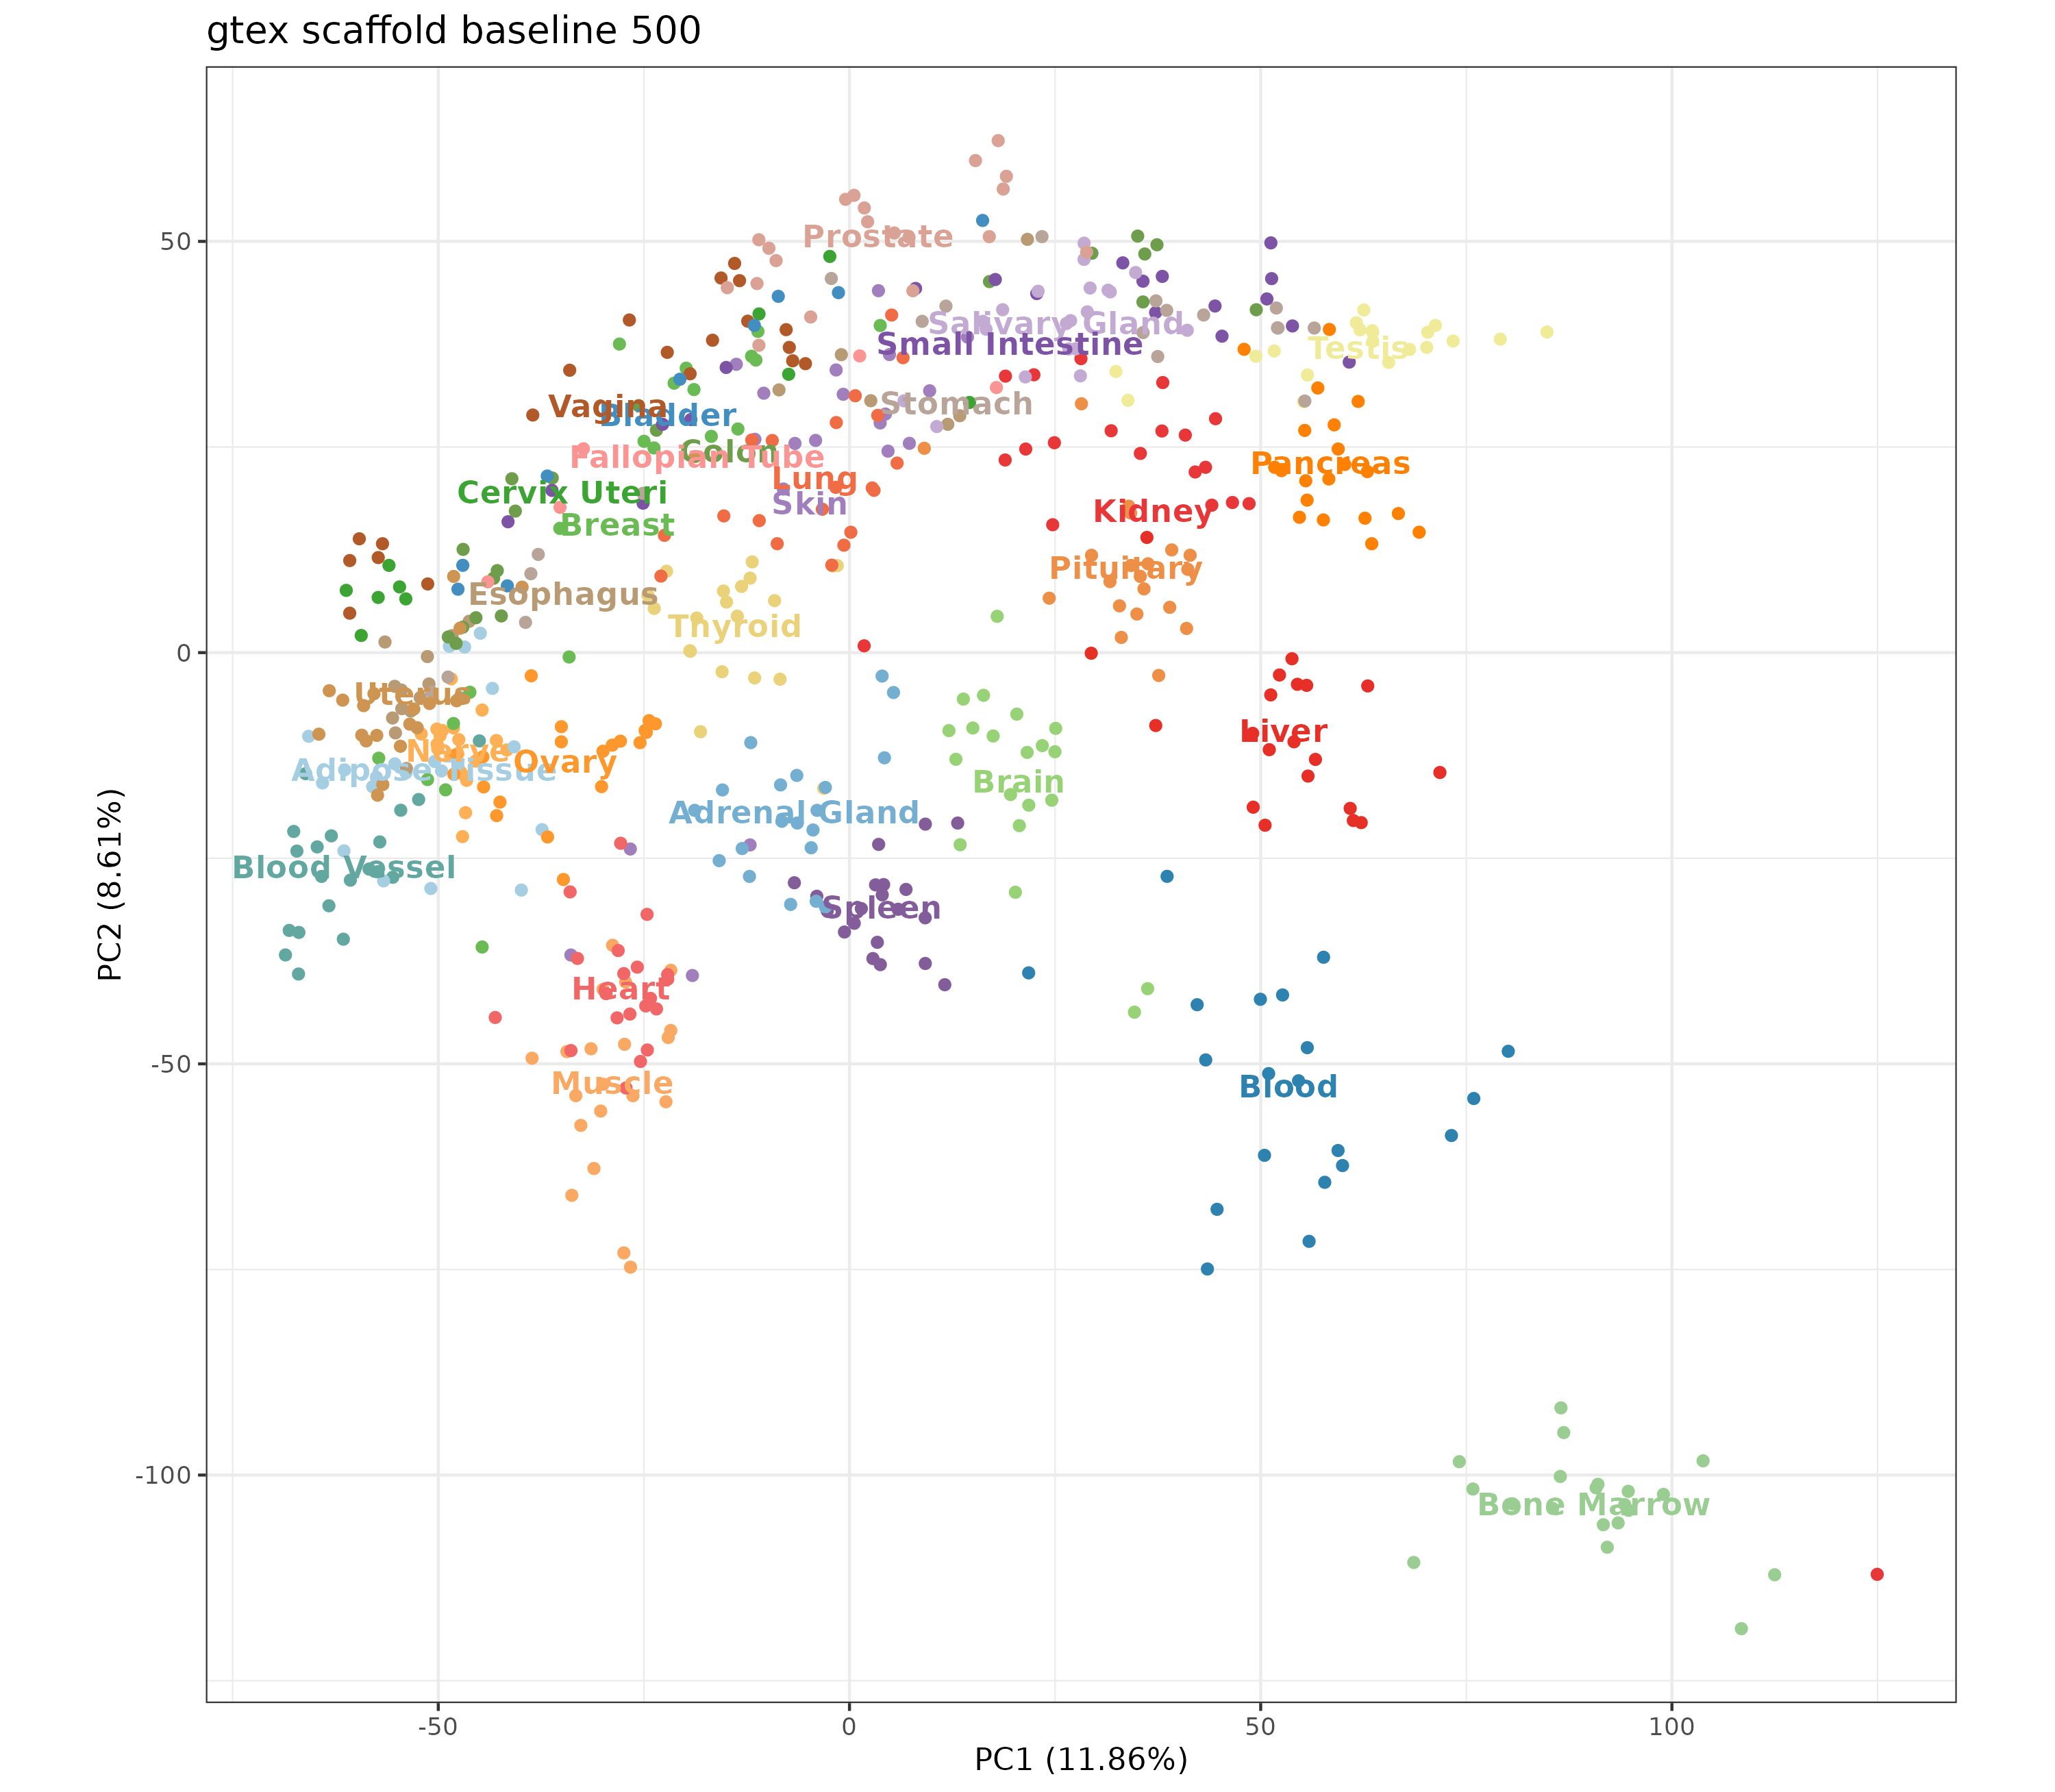 gtex scaffold baseline 500
Prostate
Salivary Gland
Small Intestine
Testis
Stomach
Vagina
Bladder
Colon
Fallopian Tube
Pancreas
Lung
Cervix Uteri
Skin
Kidney
Breast
Pituitary
Esophagus
Thyroid
Uterus
Liver
Nerve
Ovary
Adipose Tissue
Brain
Adrenal Gland
Blood Vessel
Spleen
Heart
Muscle
Blood
Bone Marrow
50
0
-50
-100
PC2 (8.61%)
-50
0
50
100
PC1 (11.86%)